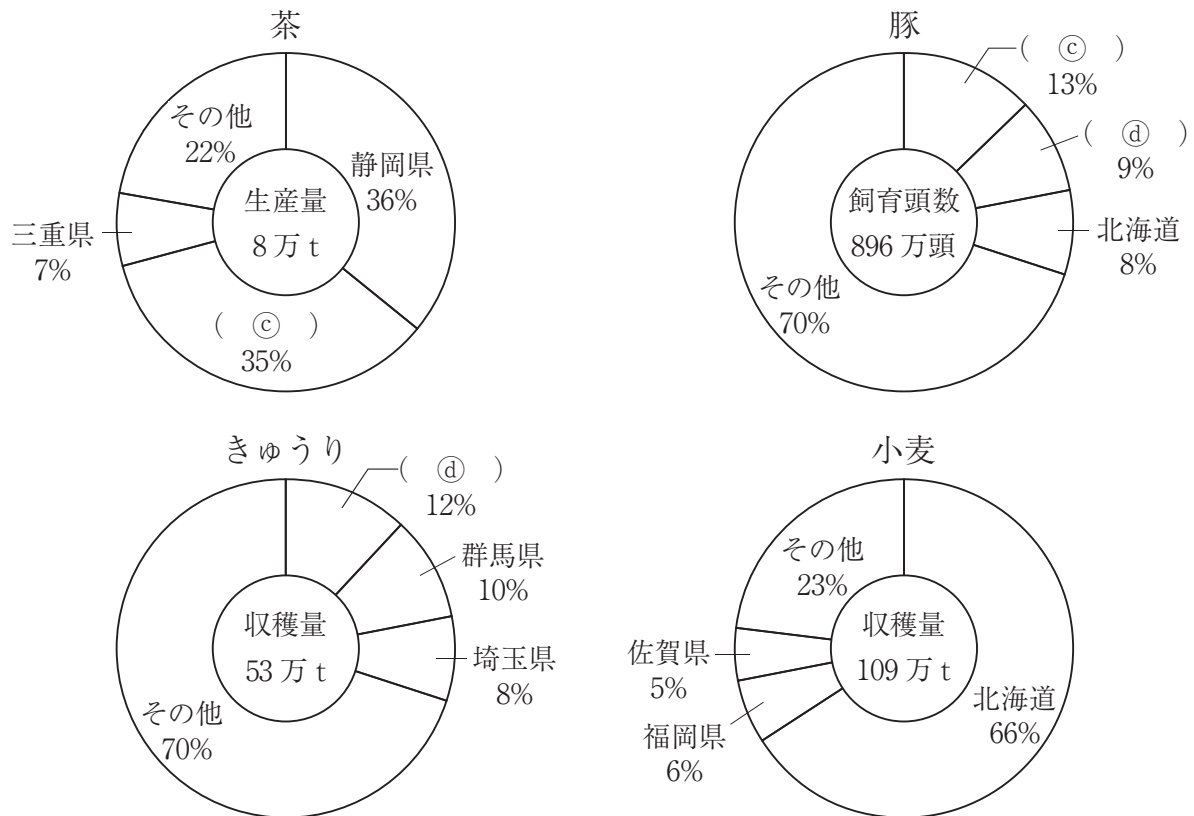 茶
その他
22%
静岡県
36%
生産量
8万t
三重県
7%
( ⓒ )
35%
豚
( ⓒ )
13%
( ⓓ )
9%
飼育頭数
896万頭
北海道
8%
その他
70%
きゅうり
( ⓓ )
12%
群馬県
10%
収穫量
53万t
埼玉県
8%
その他
70%
小麦
その他
23%
収穫量
109万t
佐賀県
5%
北海道
66%
福岡県
6%